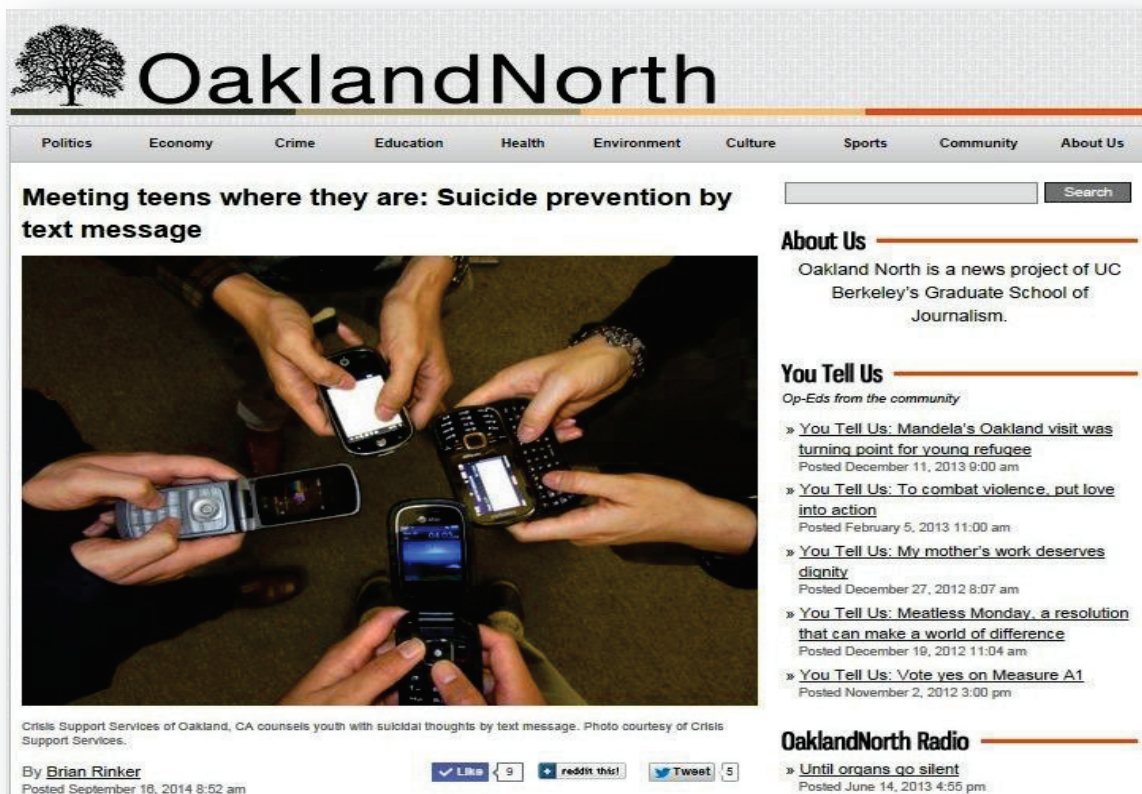 OaklandNorth
Politics Economy Crime Education Health Environment Culture Sports Community About Us
Meeting teens where they are: Suicide prevention by
text message
Crisis Support Services of Oakland, CA counsels youth with suicidal thoughts by text message. Photo courtesy of Crisis
Support Services.
By Brian Rinker
Posted September 16, 2014 8:52 am
Like 9 reddit this! Tweet 5
Search
About Us
Oakland North is a news project of UC
Berkeley's Graduate School of
Journalism.
You Tell Us
Op-Eds from the community
» You Tell Us: Mandela's Oakland visit was
turning point for young refugee
Posted December 11, 2013 9:00 am
» You Tell Us: To combat violence, put love
into action
Posted February 5, 2013 11:00 am
» You Tell Us: My mother's work deserves
dignity
Posted December 27, 2012 8:07 am
» You Tell Us: Meatless Monday, a resolution
that can make a world of difference
Posted December 19, 2012 11:04 am
» You Tell Us: Vote yes on Measure A1
Posted November 2, 2012 3:00 pm
OaklandNorth Radio
» Until organs go silent
Posted June 14, 2013 4:55 pm